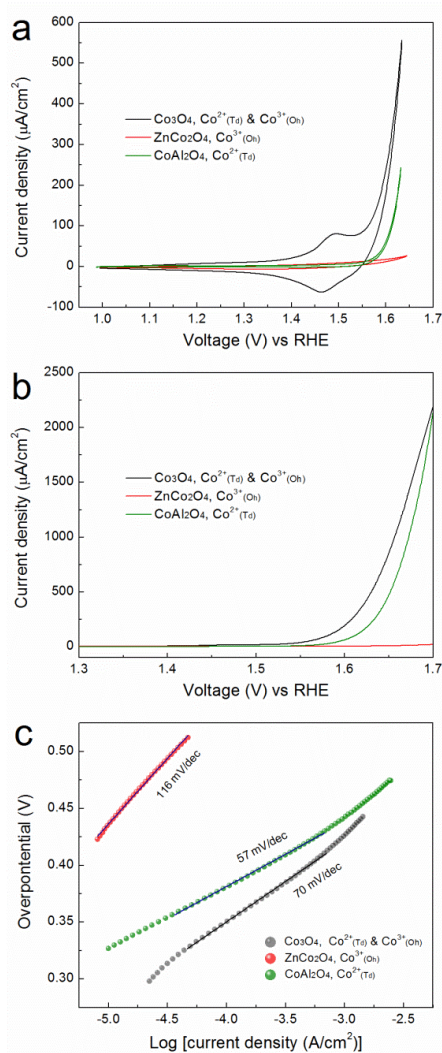 a
600
500
400
300
200
100
0
-100
Current density (μA/cm²)
Co₃O₄, Co²⁺(Td) & Co³⁺(Oh)
ZnCo₂O₄, Co³⁺(Oh)
CoAl₂O₄, Co²⁺(Td)
1.0 1.1 1.2 1.3 1.4 1.5 1.6 1.7
Voltage (V) vs RHE
b
2500
2000
1500
1000
500
0
Current density (μA/cm²)
Co₃O₄, Co²⁺(Td) & Co³⁺(Oh)
ZnCo₂O₄, Co³⁺(Oh)
CoAl₂O₄, Co²⁺(Td)
1.3 1.4 1.5 1.6 1.7
Voltage (V) vs RHE
c
0.50
0.45
0.40
0.35
0.30
Overpontential (V)
116 mV/dec
57 mV/dec
70 mV/dec
Co₃O₄, Co²⁺(Td) & Co³⁺(Oh)
ZnCo₂O₄, Co³⁺(Oh)
CoAl₂O₄, Co²⁺(Td)
-5.0 -4.5 -4.0 -3.5 -3.0 -2.5
Log [current density (A/cm²)]